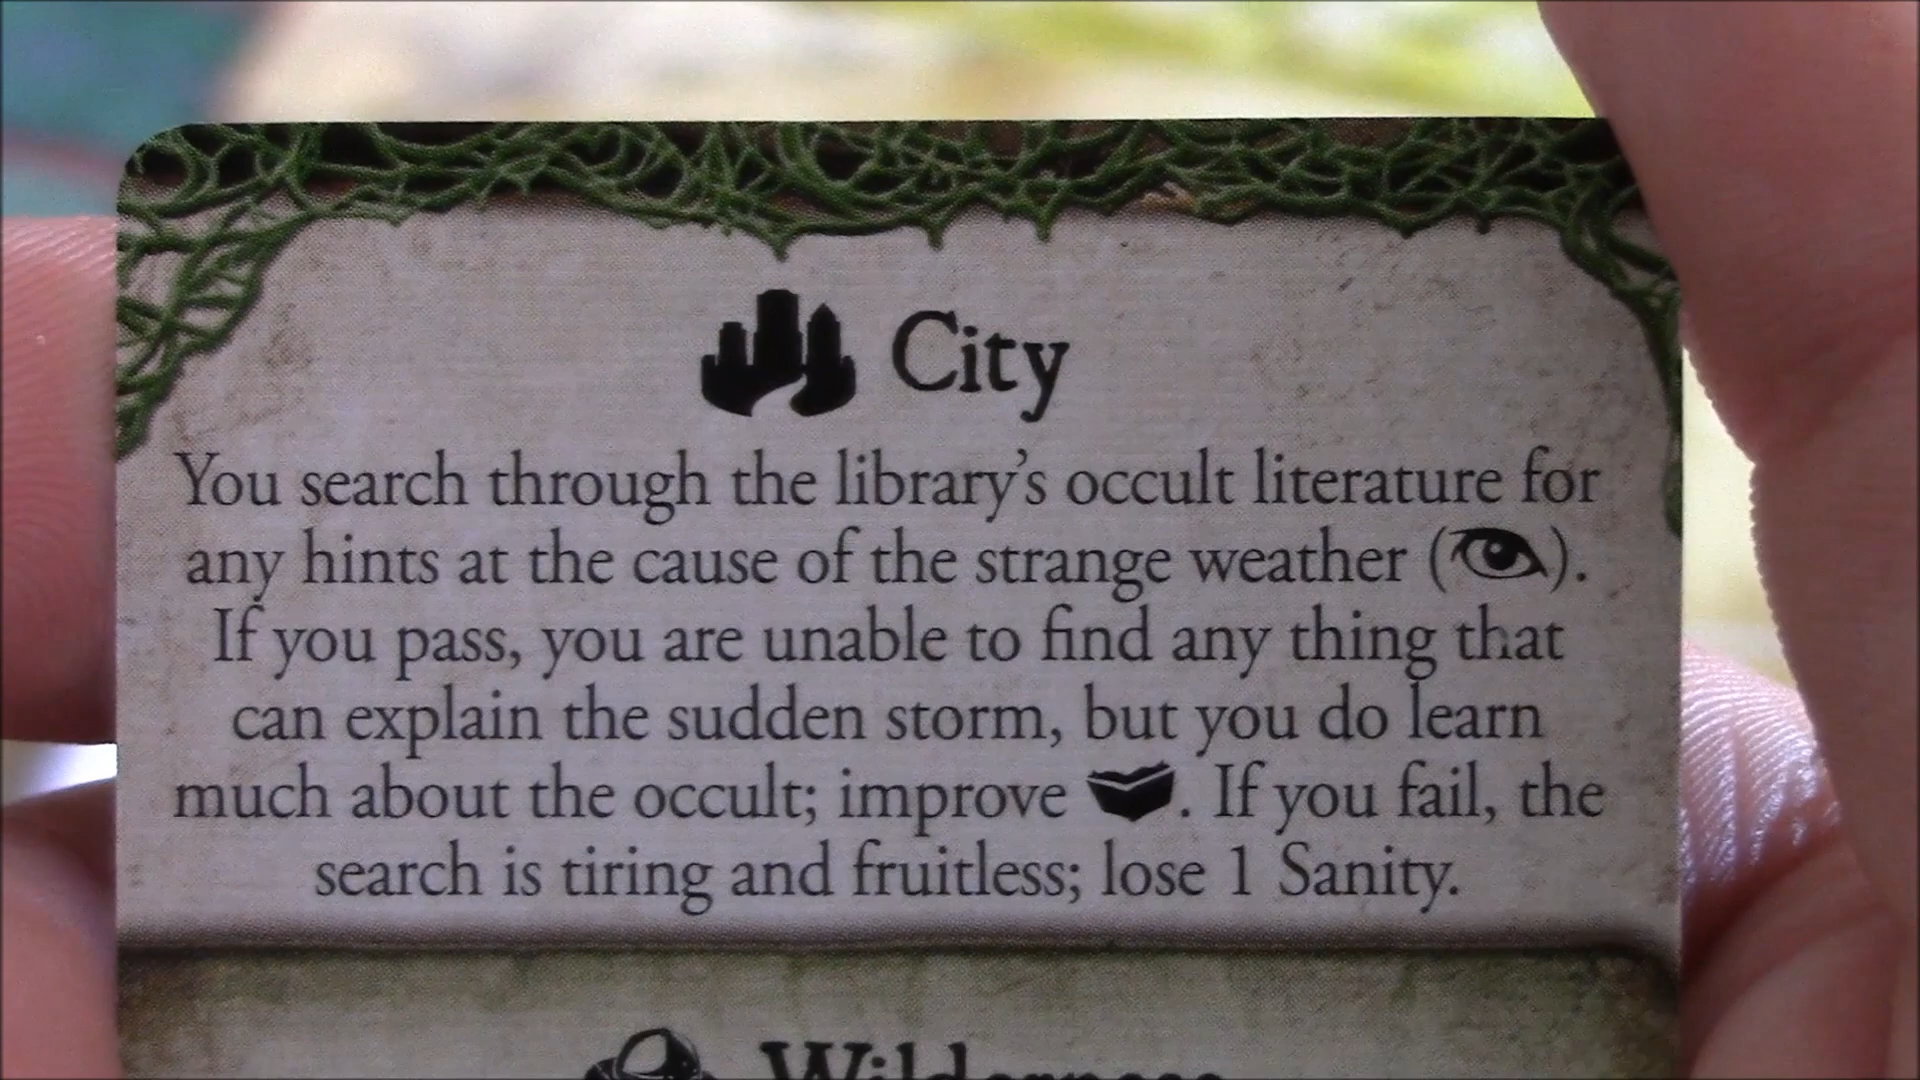 City
You search through the library's occult literature for
any hints at the cause of the strange weather ( ).
If you pass, you are unable to find any thing that
can explain the sudden storm, but you do learn
much about the occult; improve . If you fail, the
search is tiring and fruitless; lose 1 Sanity.
Wilderness